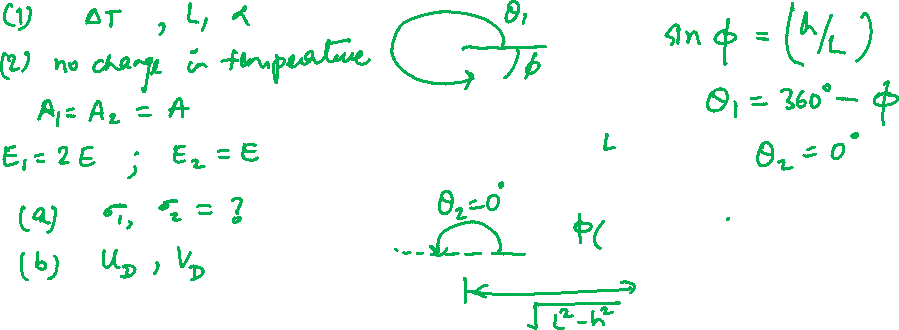 (1) ΔT , L, α
(2) no change in temperature
A₁ = A₂ = A
E₁ = 2E ; E₂ = E
(a) σ₁, σ₂ = ?
(b) u_D , v_D
θ₁
φ
L
θ₂=0°
φ(
√(L²-h²)
sin φ = (h/L)
θ₁ = 360° - φ
θ₂ = 0°